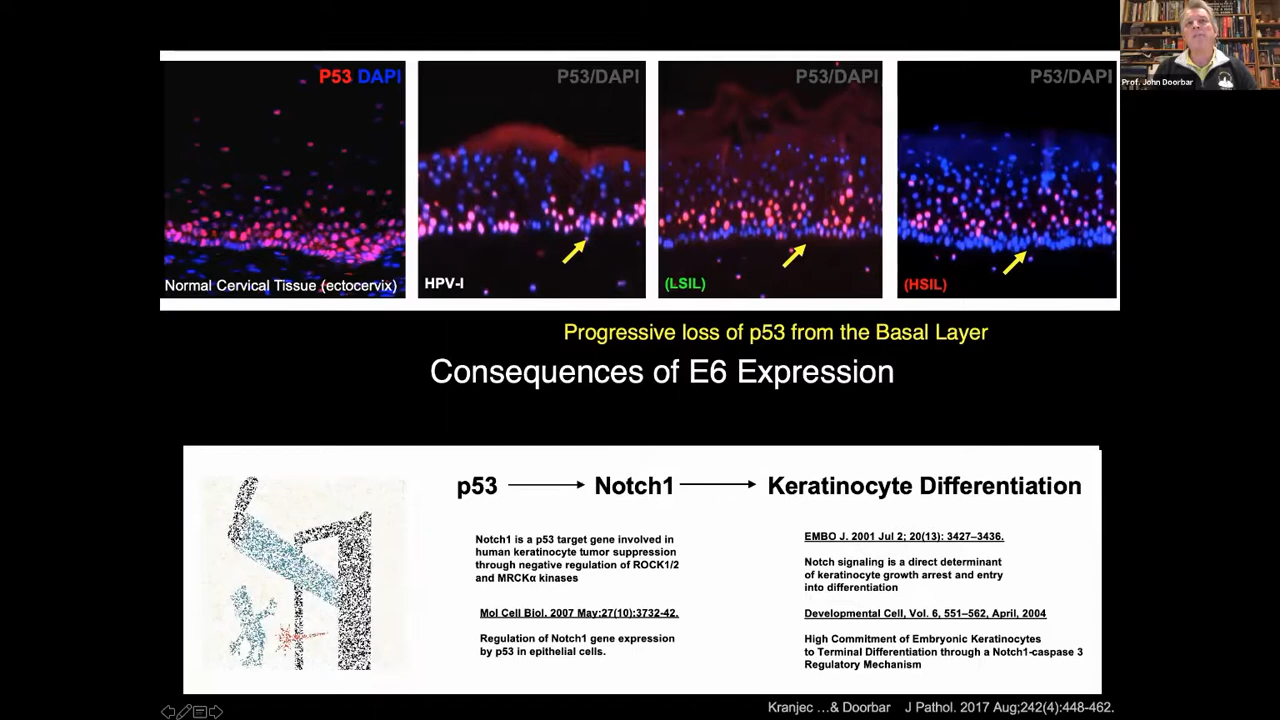 Prof. John Doorbar
P53 DAPI
P53/DAPI
P53/DAPI
P53/DAPI
Normal Cervical Tissue (ectocervix)
HPV-I
(LSIL)
(HSIL)
Progressive loss of p53 from the Basal Layer
Consequences of E6 Expression
p53
Notch1
Keratinocyte Differentiation
Notch1 is a p53 target gene involved in
human keratinocyte tumor suppression
through negative regulation of ROCK1/2
and MRCKα kinases
Mol Cell Biol. 2007 May;27(10):3732-42.
Regulation of Notch1 gene expression
by p53 in epithelial cells.
EMBO J. 2001 Jul 2; 20(13): 3427–3436.
Notch signaling is a direct determinant
of keratinocyte growth arrest and entry
into differentiation
Developmental Cell, Vol. 6, 551–562, April, 2004
High Commitment of Embryonic Keratinocytes
to Terminal Differentiation through a Notch1-caspase 3
Regulatory Mechanism
Kranjec ...& Doorbar J Pathol. 2017 Aug;242(4):448-462.